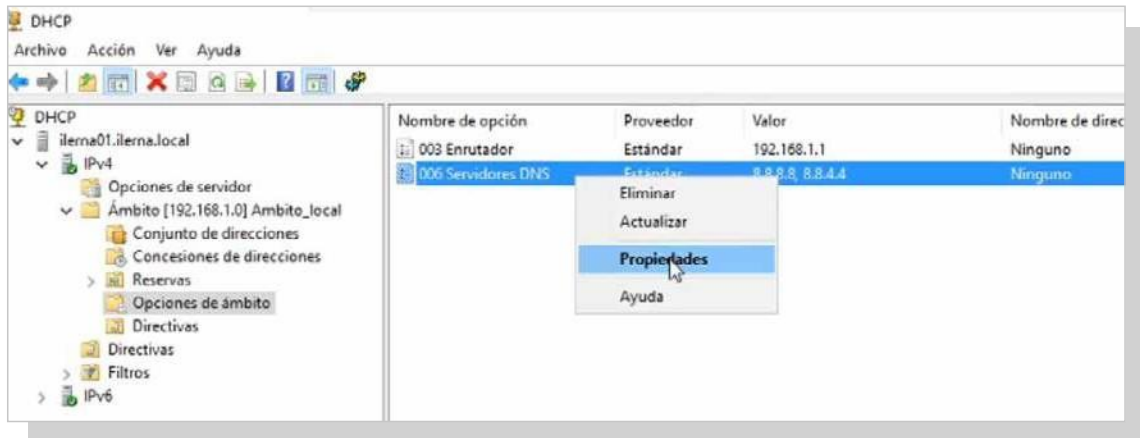 DHCP
Archivo Acción Ver Ayuda
DHCP
ilerna01.ilerna.local
IPv4
Opciones de servidor
Ámbito [192.168.1.0] Ambito_local
Conjunto de direcciones
Concesiones de direcciones
Reservas
Opciones de ámbito
Directivas
Directivas
Filtros
IPv6
Nombre de opción Proveedor Valor Nombre de direc
003 Enrutador Estándar 192.168.1.1 Ninguno
006 Servidores DNS Estándar 8.8.8.8, 8.8.4.4 Ninguno
Eliminar
Actualizar
Propiedades
Ayuda